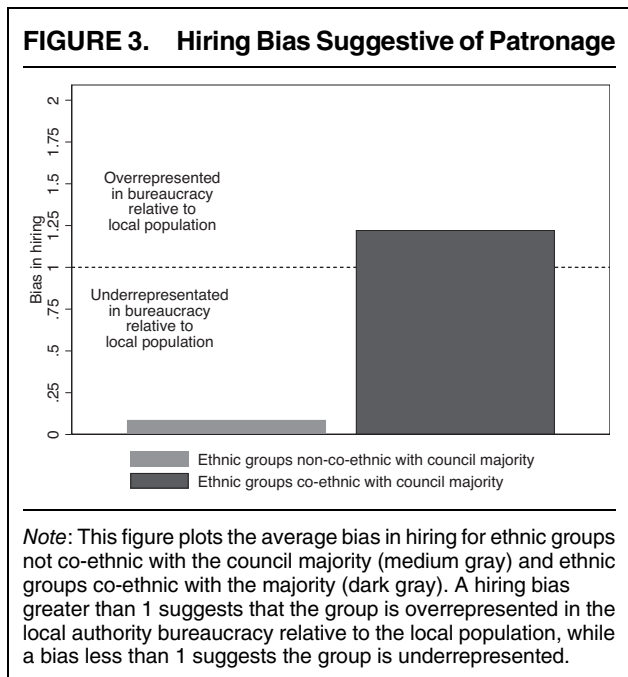 FIGURE 3. Hiring Bias Suggestive of Patronage
2
1.75
1.5
1.25
1
.75
.5
.25
0
Bias in hiring
Overrepresented
in bureaucracy
relative to
local population
Underrepresentated
in bureaucracy
relative to
local population
Ethnic groups non-co-ethnic with council majority
Ethnic groups co-ethnic with council majority
Note: This figure plots the average bias in hiring for ethnic groups
not co-ethnic with the council majority (medium gray) and ethnic
groups co-ethnic with the majority (dark gray). A hiring bias
greater than 1 suggests that the group is overrepresented in the
local authority bureaucracy relative to the local population, while
a bias less than 1 suggests the group is underrepresented.